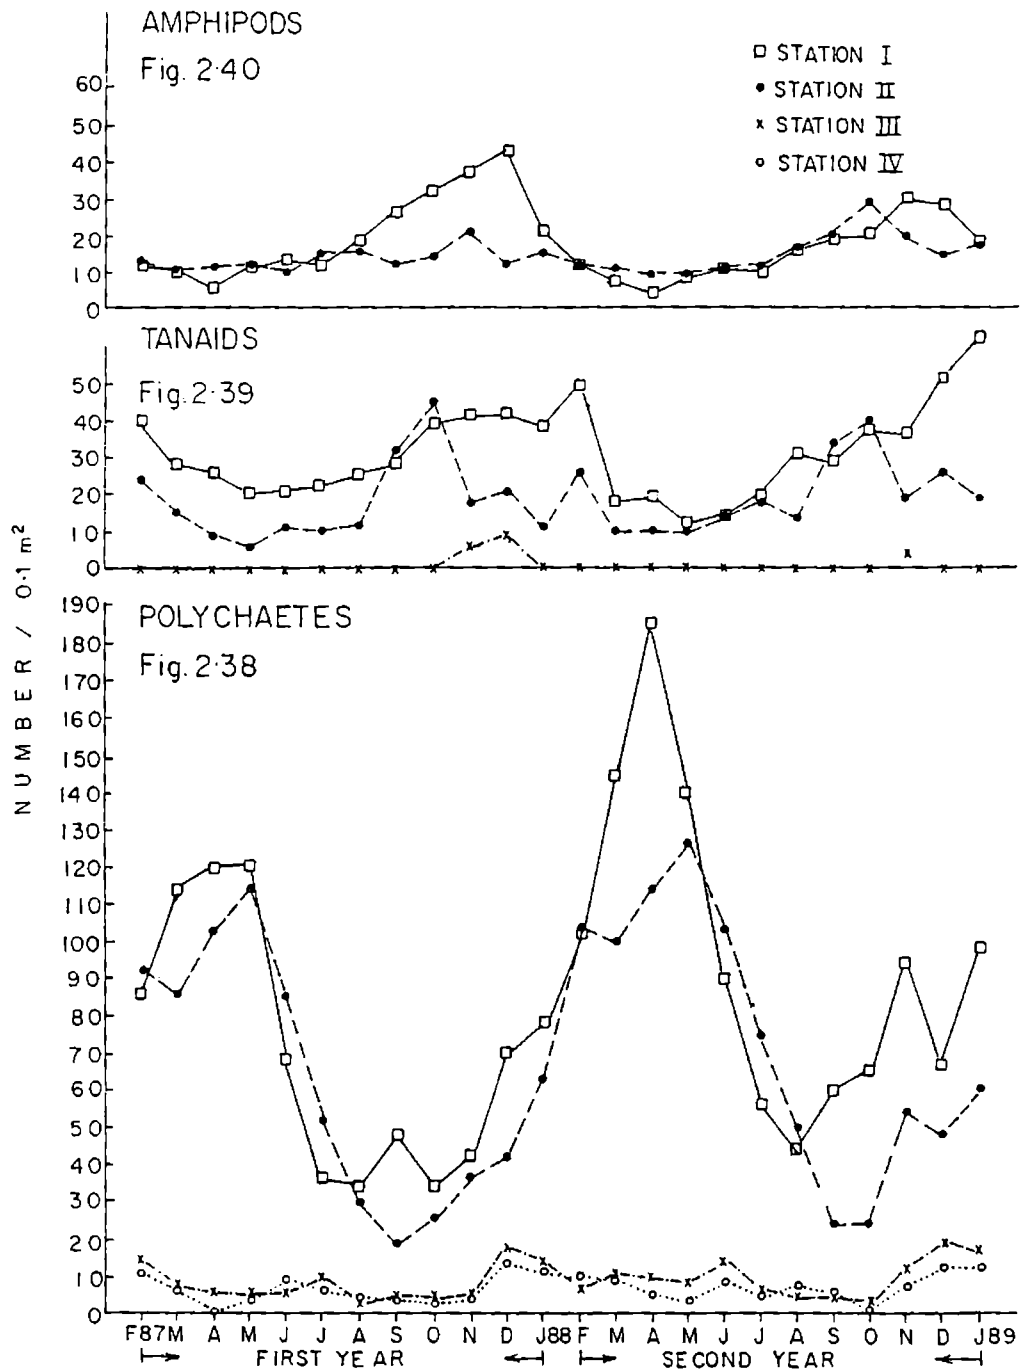 AMPHIPODS
Fig. 2·40
□ STATION I
● STATION II
x STATION III
○ STATION IV
60
50
40
30
20
10
0
TANAIDS
Fig. 2·39
50
40
30
20
10
0
POLYCHAETES
Fig. 2·38
190
180
170
160
150
140
130
120
110
100
90
80
70
60
50
40
30
20
10
0
NUMBER / 0·1 m²
F87 M A M J J A S O N D J88 F M A M J J A S O N D J89
FIRST YEAR SECOND YEAR